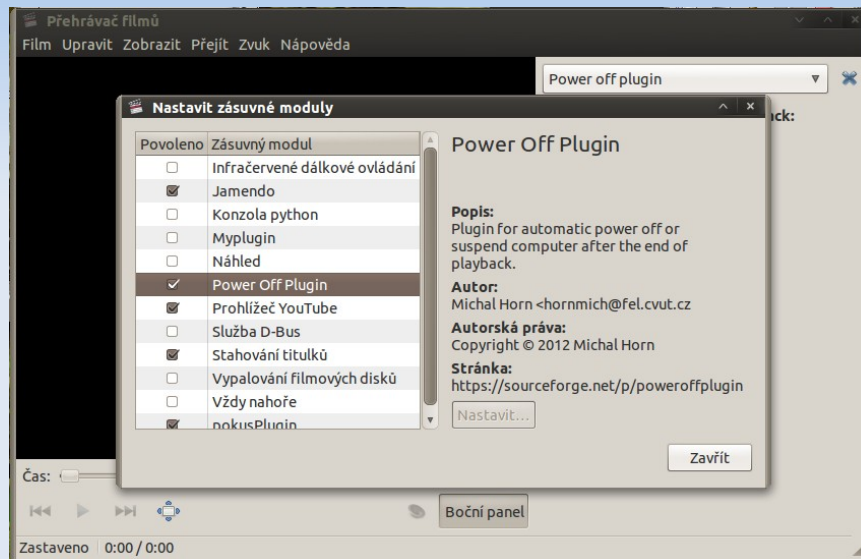 Přehrávač filmů
Film Upravit Zobrazit Přejít Zvuk Nápověda
Power off plugin
ack:
Nastavit zásuvné moduly
Povoleno Zásuvný modul
Infračervené dálkové ovládání
Jamendo
Konzola python
Myplugin
Náhled
Power Off Plugin
Prohlížeč YouTube
Služba D-Bus
Stahování titulků
Vypalování filmových disků
Vždy nahoře
pokusPlugin
Power Off Plugin
Popis:
Plugin for automatic power off or
suspend computer after the end of
playback.
Autor:
Michal Horn <hornmich@fel.cvut.cz
Autorská práva:
Copyright © 2012 Michal Horn
Stránka:
https://sourceforge.net/p/poweroffplugin
Nastavit...
Zavřít
Čas:
Boční panel
Zastaveno 0:00 / 0:00